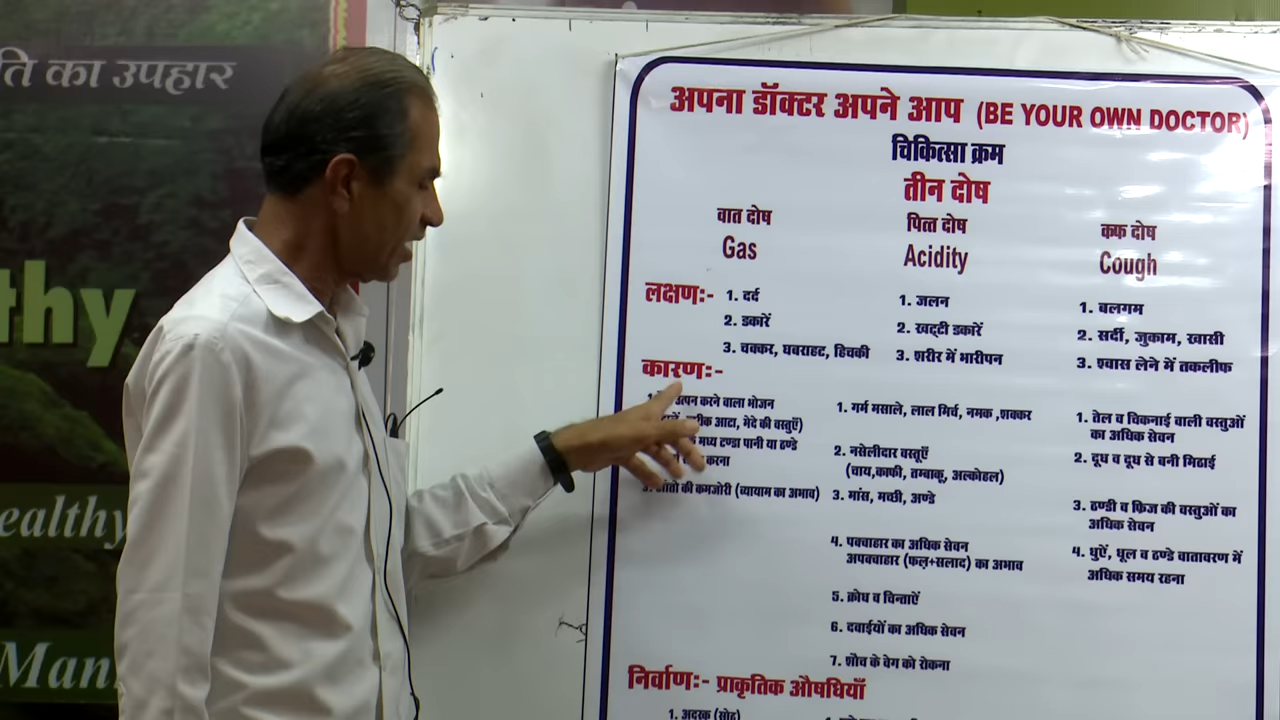 ति का उपहार
thy
ealthy
Man
अपना डॉक्टर अपने आप (BE YOUR OWN DOCTOR)
चिकित्सा क्रम
तीन दोष
वात दोष
Gas
पित्त दोष
Acidity
कफ दोष
Cough
लक्षणः-
1. दर्द
2. डकारें
3. चक्कर, घबराहट, हिचकी
1. जलन
2. खट्टी डकारें
3. शरीर में भारीपन
1. बलगम
2. सर्दी, जुकाम, खासी
3. श्वास लेने में तकलीफ
कारणः-
उत्पन करने वाला भोजन
आटा, मेदे की वस्तुएँ)
मध्य ठण्डा पानी या ठण्डे
करना
3. आंतो की कमजोरी (व्यायाम का अभाव)
1. गर्म मसाले, लाल मिर्च, नमक ,शक्कर
2. नसेलीदार वस्तूएँ
(चाय,काफी, तम्बाकू, अल्कोहल)
3. मांस, मच्छी, अण्डे
4. पक्वाहार का अधिक सेवन
अपक्वाहार (फल+सलाद) का अभाव
5. क्रोध व चिन्ताऐं
6. दवाईयों का अधिक सेवन
7. शौच के वेग को रोकना
1. तेल व चिकनाई वाली वस्तुओं
का अधिक सेवन
2. दूध व दूध से बनी मिठाई
3. ठण्डी व फ्रिज की वस्तुओं का
अधिक सेवन
4. धुऐं, धूल व ठण्डे वातावरण में
अधिक समय रहना
निर्वाणः- प्राकृतिक औषधियाँ
1. अदरक (सोंठ)